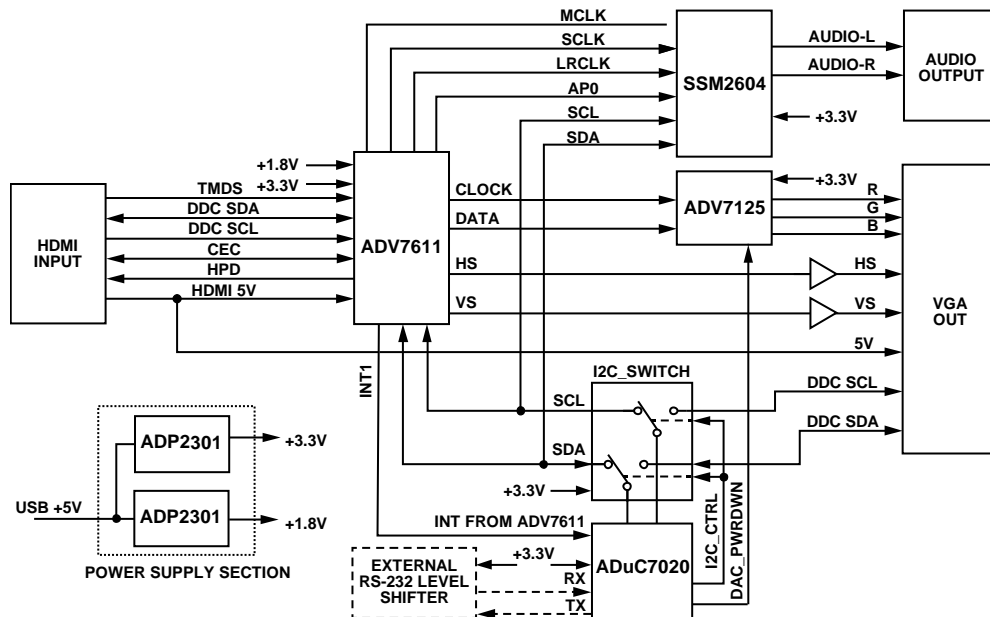 MCLK
SCLK
LRCLK
AP0
SCL
SDA
SSM2604
AUDIO-L
AUDIO-R
AUDIO
OUTPUT
+3.3V
+1.8V
+3.3V
HDMI
INPUT
TMDS
DDC SDA
DDC SCL
CEC
HPD
HDMI 5V
ADV7611
CLOCK
DATA
HS
VS
ADV7125
+3.3V
R
G
B
HS
VS
5V
VGA
OUT
INT1
I2C_SWITCH
SCL
SDA
+3.3V
DDC SCL
DDC SDA
ADP2301
+3.3V
USB +5V
ADP2301
+1.8V
POWER SUPPLY SECTION
INT FROM ADV7611
+3.3V
EXTERNAL
RS-232 LEVEL
SHIFTER
RX
TX
ADuC7020
I2C_CTRL
DAC_PWRDWN